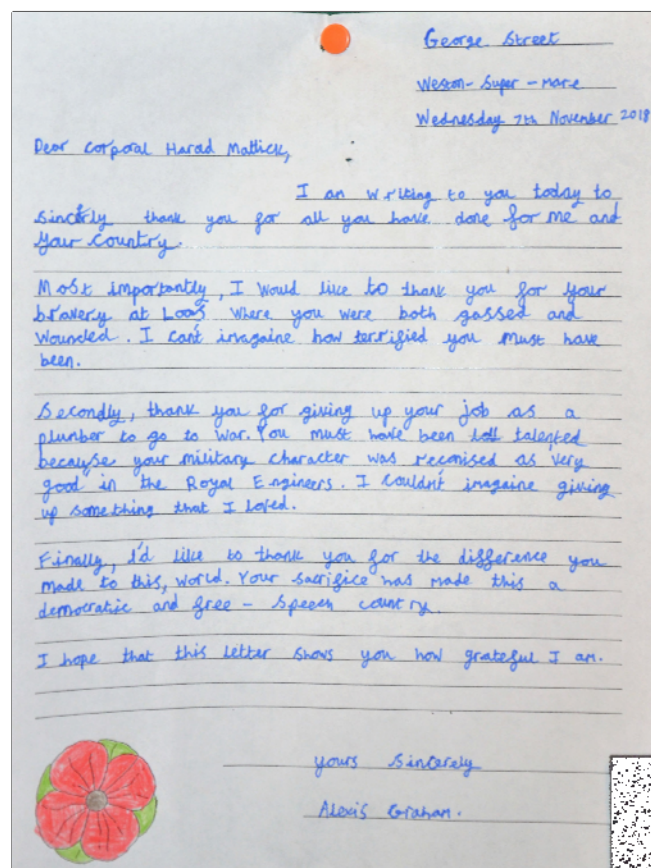 George Street
Weston-Super-Mare
Wednesday 7th November 2018
Dear Corporal Harad Mattick,
I am writing to you today to
sincerly thank you for all you have done for me and
your country.
Most importantly, I would like to thank you for your
bravery at Loos where you were both gassed and
wounded. I can't imagaine how terrified you must have
been.
Secondly, thank you for giving up your job as a
plumber to go to war. You must have been talented
because your military character was reconised as very
good in the Royal Engineers. I couldn't imagaine giving
up something that I loved.
Finally, I'd like to thank you for the difference you
made to this, world. Your sacrifice has made this a
democratic and free - speech country.
I hope that this letter shows you how grateful I am.
yours sincerely
Alexis Graham.